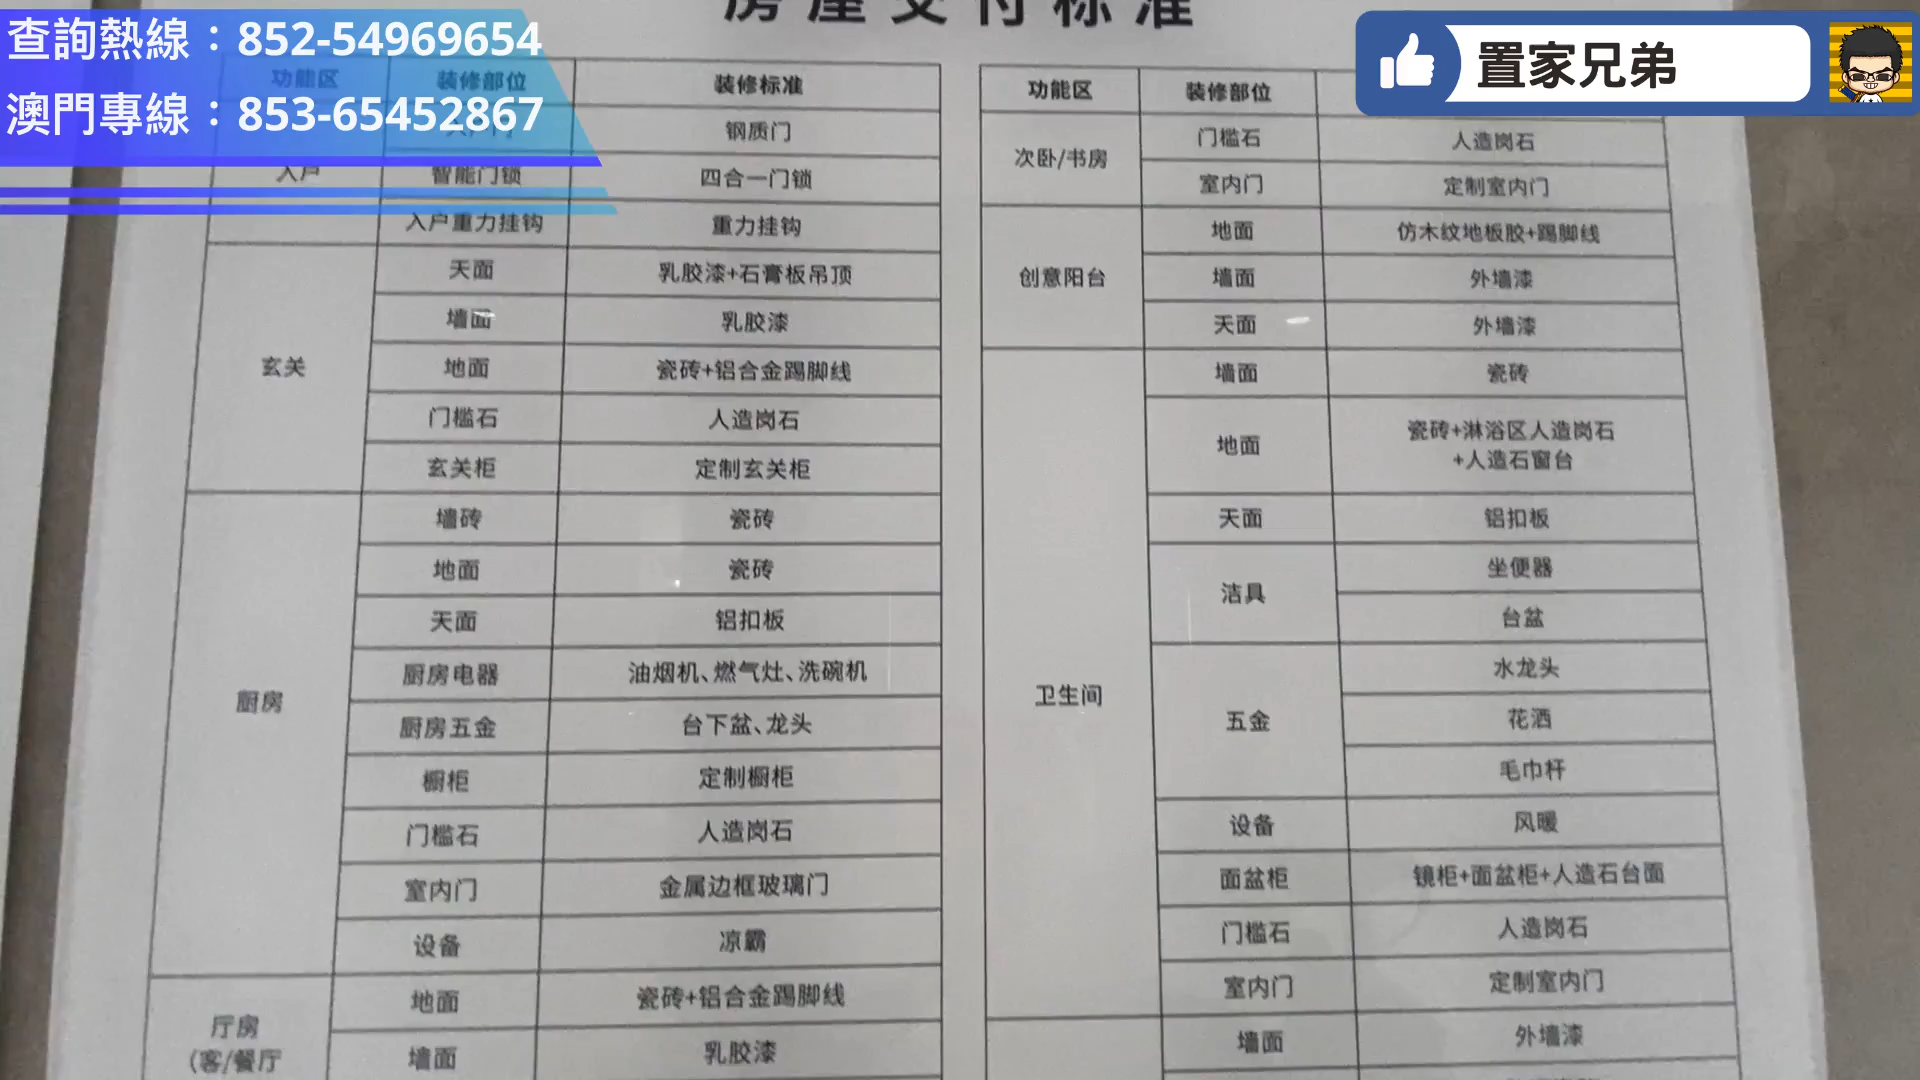 房屋交付标准
查詢熱線：852-54969654
澳門專線：853-65452867
置家兄弟
功能区 装修部位 装修标准
入户 入户门 钢质门
智能门锁 四合一门锁
入户重力挂钩 重力挂钩
玄关 天面 乳胶漆+石膏板吊顶
墙面 乳胶漆
地面 瓷砖+铝合金踢脚线
门槛石 人造岗石
玄关柜 定制玄关柜
厨房 墙砖 瓷砖
地面 瓷砖
天面 铝扣板
厨房电器 油烟机、燃气灶、洗碗机
厨房五金 台下盆、龙头
橱柜 定制橱柜
门槛石 人造岗石
室内门 金属边框玻璃门
设备 凉霸
厅房
(客/餐厅
地面 瓷砖+铝合金踢脚线
墙面 乳胶漆
功能区 装修部位
次卧/书房 门槛石 人造岗石
室内门 定制室内门
创意阳台 地面 仿木纹地板胶+踢脚线
墙面 外墙漆
天面 外墙漆
卫生间 墙面 瓷砖
地面 瓷砖+淋浴区人造岗石
+人造石窗台
天面 铝扣板
洁具 坐便器
台盆
五金 水龙头
花洒
毛巾杆
设备 风暖
面盆柜 镜柜+面盆柜+人造石台面
门槛石 人造岗石
室内门 定制室内门
墙面 外墙漆